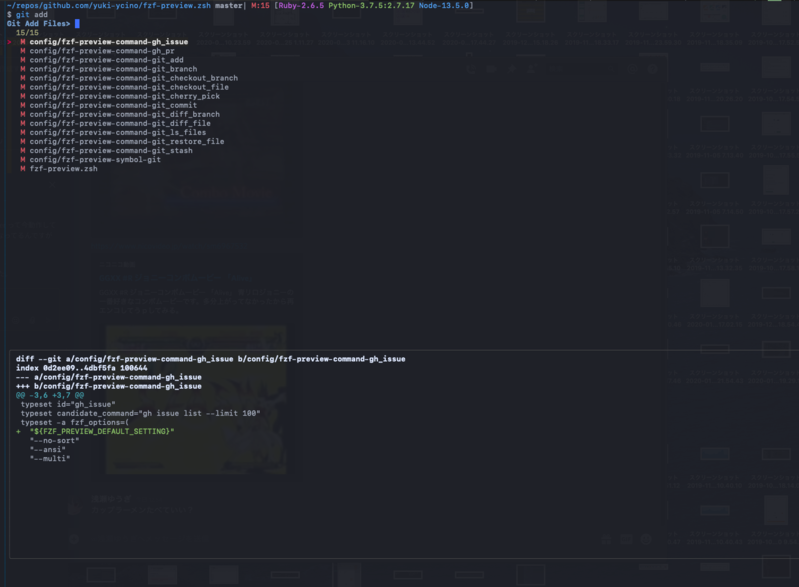 ~/repos/github.com/yuki-ycino/fzf-preview.zsh master| M:15 [Ruby-2.6.5 Python-3.7.5:2.7.17 Node-13.5.0]
$ git add
Git Add Files>
15/15
> M config/fzf-preview-command-gh_issue
M config/fzf-preview-command-gh_pr
M config/fzf-preview-command-git_add
M config/fzf-preview-command-git_branch
M config/fzf-preview-command-git_checkout_branch
M config/fzf-preview-command-git_checkout_file
M config/fzf-preview-command-git_cherry_pick
M config/fzf-preview-command-git_commit
M config/fzf-preview-command-git_diff_branch
M config/fzf-preview-command-git_diff_file
M config/fzf-preview-command-git_ls_files
M config/fzf-preview-command-git_restore_file
M config/fzf-preview-command-git_stash
M config/fzf-preview-symbol-git
M fzf-preview.zsh
diff --git a/config/fzf-preview-command-gh_issue b/config/fzf-preview-command-gh_issue
index 0d2ee09..4dbf5fa 100644
--- a/config/fzf-preview-command-gh_issue
+++ b/config/fzf-preview-command-gh_issue
@@ -3,6 +3,7 @@
typeset id="gh_issue"
typeset candidate_command="gh issue list --limit 100"
typeset -a fzf_options=(
+ "${FZF_PREVIEW_DEFAULT_SETTING}"
"--no-sort"
"--ansi"
"--multi"